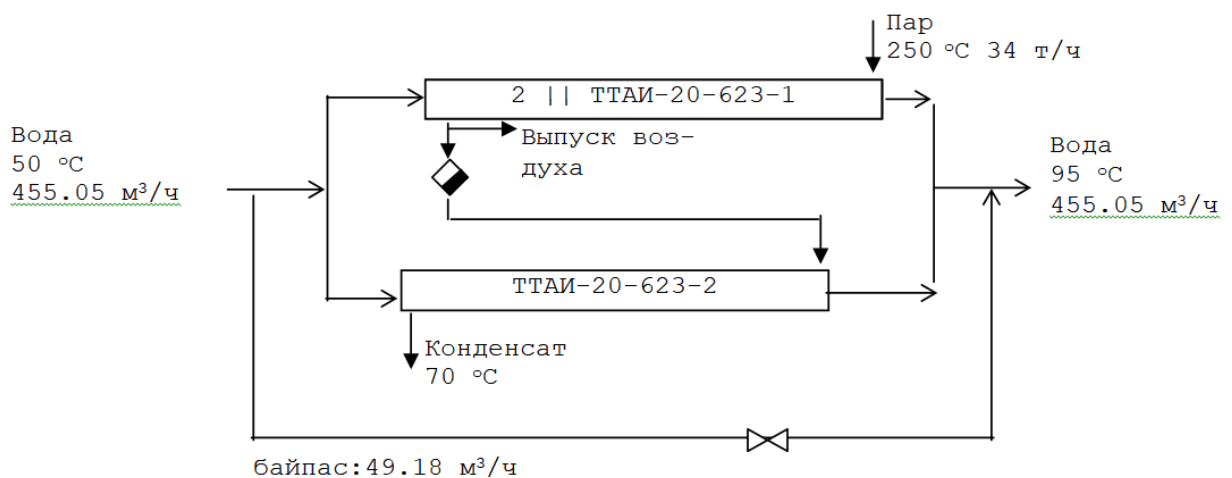 Пар
250 °С 34 т/ч
2 || ТТАИ-20-623-1
Вода
50 °С
455.05 м³/ч
Выпуск воз-
духа
Вода
95 °С
455.05 м³/ч
ТТАИ-20-623-2
Конденсат
70 °С
байпас:49.18 м³/ч